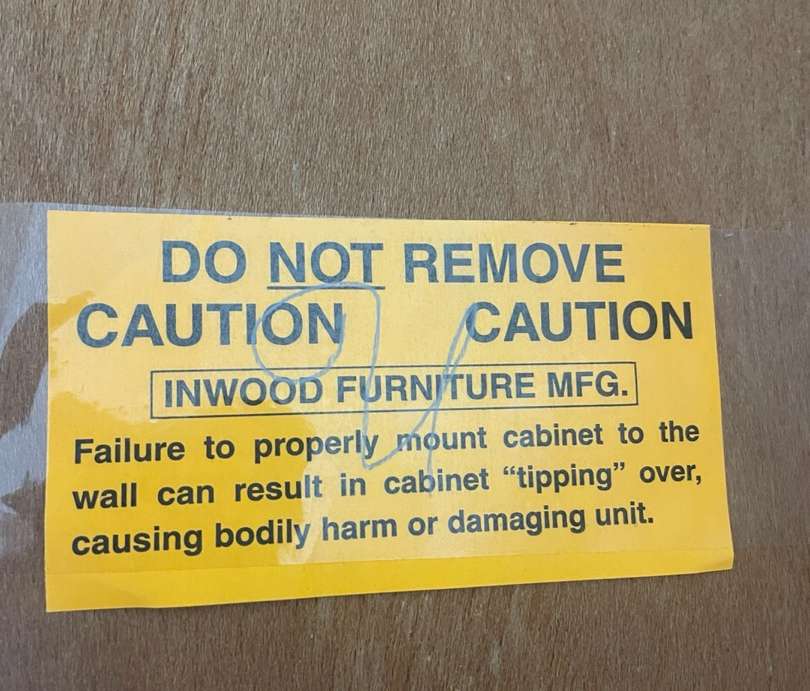 DO NOT REMOVE
CAUTION CAUTION
INWOOD FURNITURE MFG.
Failure to properly mount cabinet to the
wall can result in cabinet “tipping” over,
causing bodily harm or damaging unit.